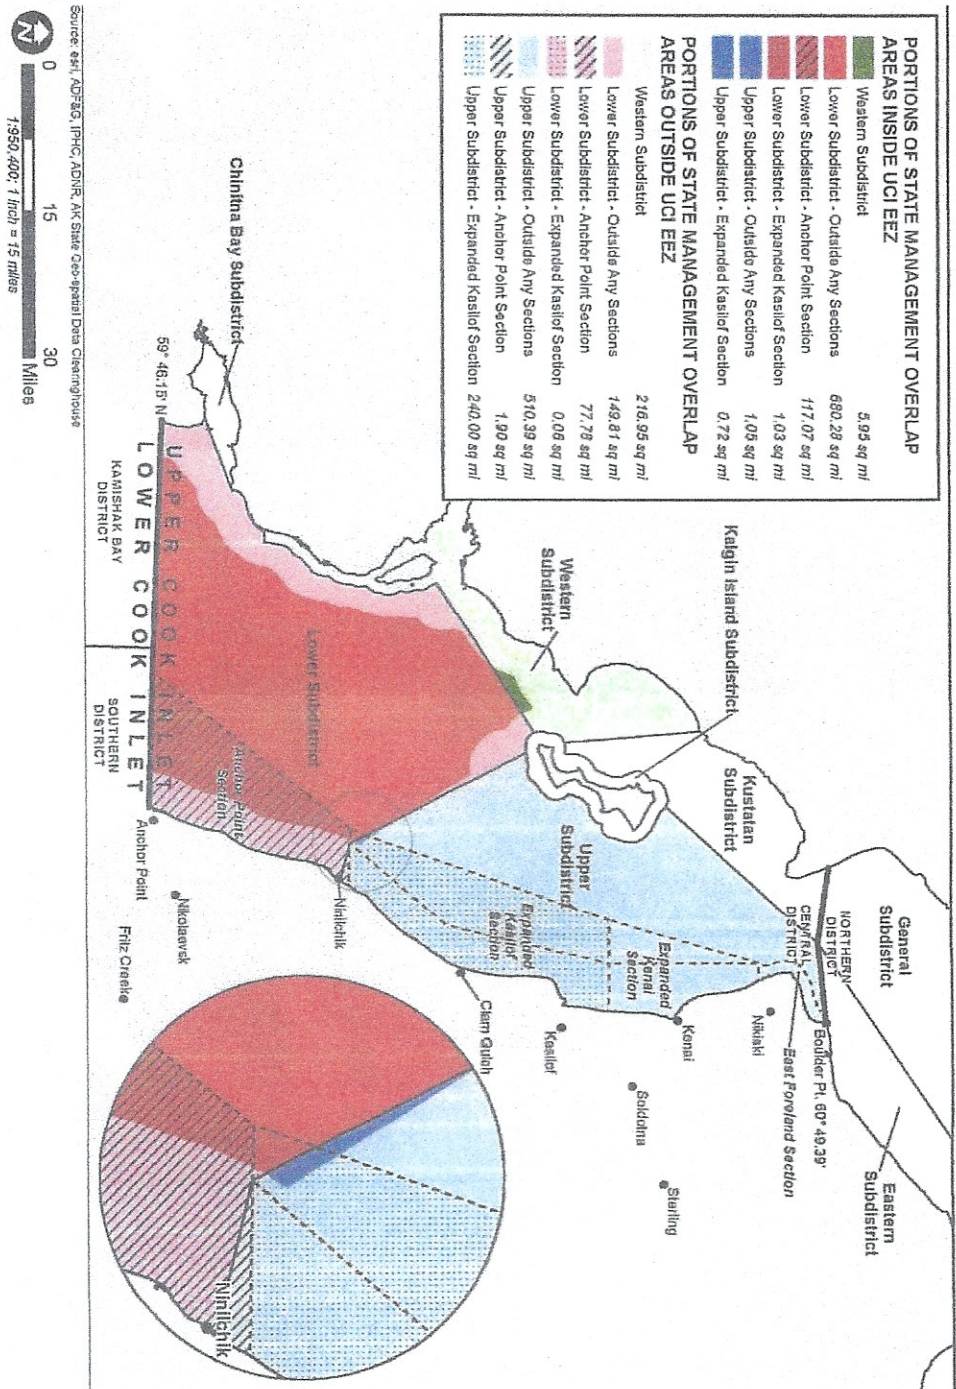 PORTIONS OF STATE MANAGEMENT OVERLAP
AREAS INSIDE UCI EEZ
Western Subdistrict 5.95 sq mi
Lower Subdistrict - Outside Any Sections 680.28 sq mi
Lower Subdistrict - Anchor Point Section 117.07 sq mi
Lower Subdistrict - Expanded Kasilof Section 1.03 sq mi
Upper Subdistrict - Outside Any Sections 1.05 sq mi
Upper Subdistrict - Expanded Kasilof Section 0.72 sq mi
PORTIONS OF STATE MANAGEMENT OVERLAP
AREAS OUTSIDE UCI EEZ
Western Subdistrict 216.95 sq mi
Lower Subdistrict - Outside Any Sections 149.81 sq mi
Lower Subdistrict - Anchor Point Section 77.78 sq mi
Lower Subdistrict - Expanded Kasilof Section 0.06 sq mi
Upper Subdistrict - Outside Any Sections 510.39 sq mi
Upper Subdistrict - Anchor Point Section 1.90 sq mi
Upper Subdistrict - Expanded Kasilof Section 240.00 sq mi
General
Subdistrict
Eastern
Subdistrict
NORTHERN
DISTRICT
CENTRAL
DISTRICT
Boulder Pt. 60° 49.39'
East Foreland Section
Kustatan
Subdistrict
Kalgin Island Subdistrict
Nikiski
Kenai
Expanded
Kenai
Section
Soldotna
Sterling
Western
Subdistrict
Upper
Subdistrict
Expanded
Kasilof
Section
Kasilof
Clam Gulch
Ninilchik
Lower Subdistrict
Anchor Point
Section
Chinitna Bay Subdistrict
59° 46.15' N
UPPER COOK INLET
LOWER COOK INLET
KAMISHAK BAY
DISTRICT
SOUTHERN
DISTRICT
Anchor Point
Nikolaevsk
Fritz Creek
Ninilchik
Source: esri, ADF&G, IPHC, ADNR, AK State Geo-spatial Data Clearinghouse
N
0 15 30
Miles
1:950,400; 1 inch = 15 miles